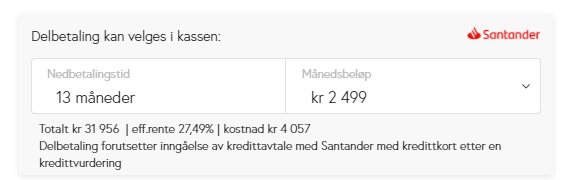 Delbetaling kan velges i kassen:
Santander
Nedbetalingstid
Månedsbeløp
13 måneder
kr 2 499
Totalt kr 31 956 | eff.rente 27,49% | kostnad kr 4 057
Delbetaling forutsetter inngåelse av kredittavtale med Santander med kredittkort etter en
kredittvurdering